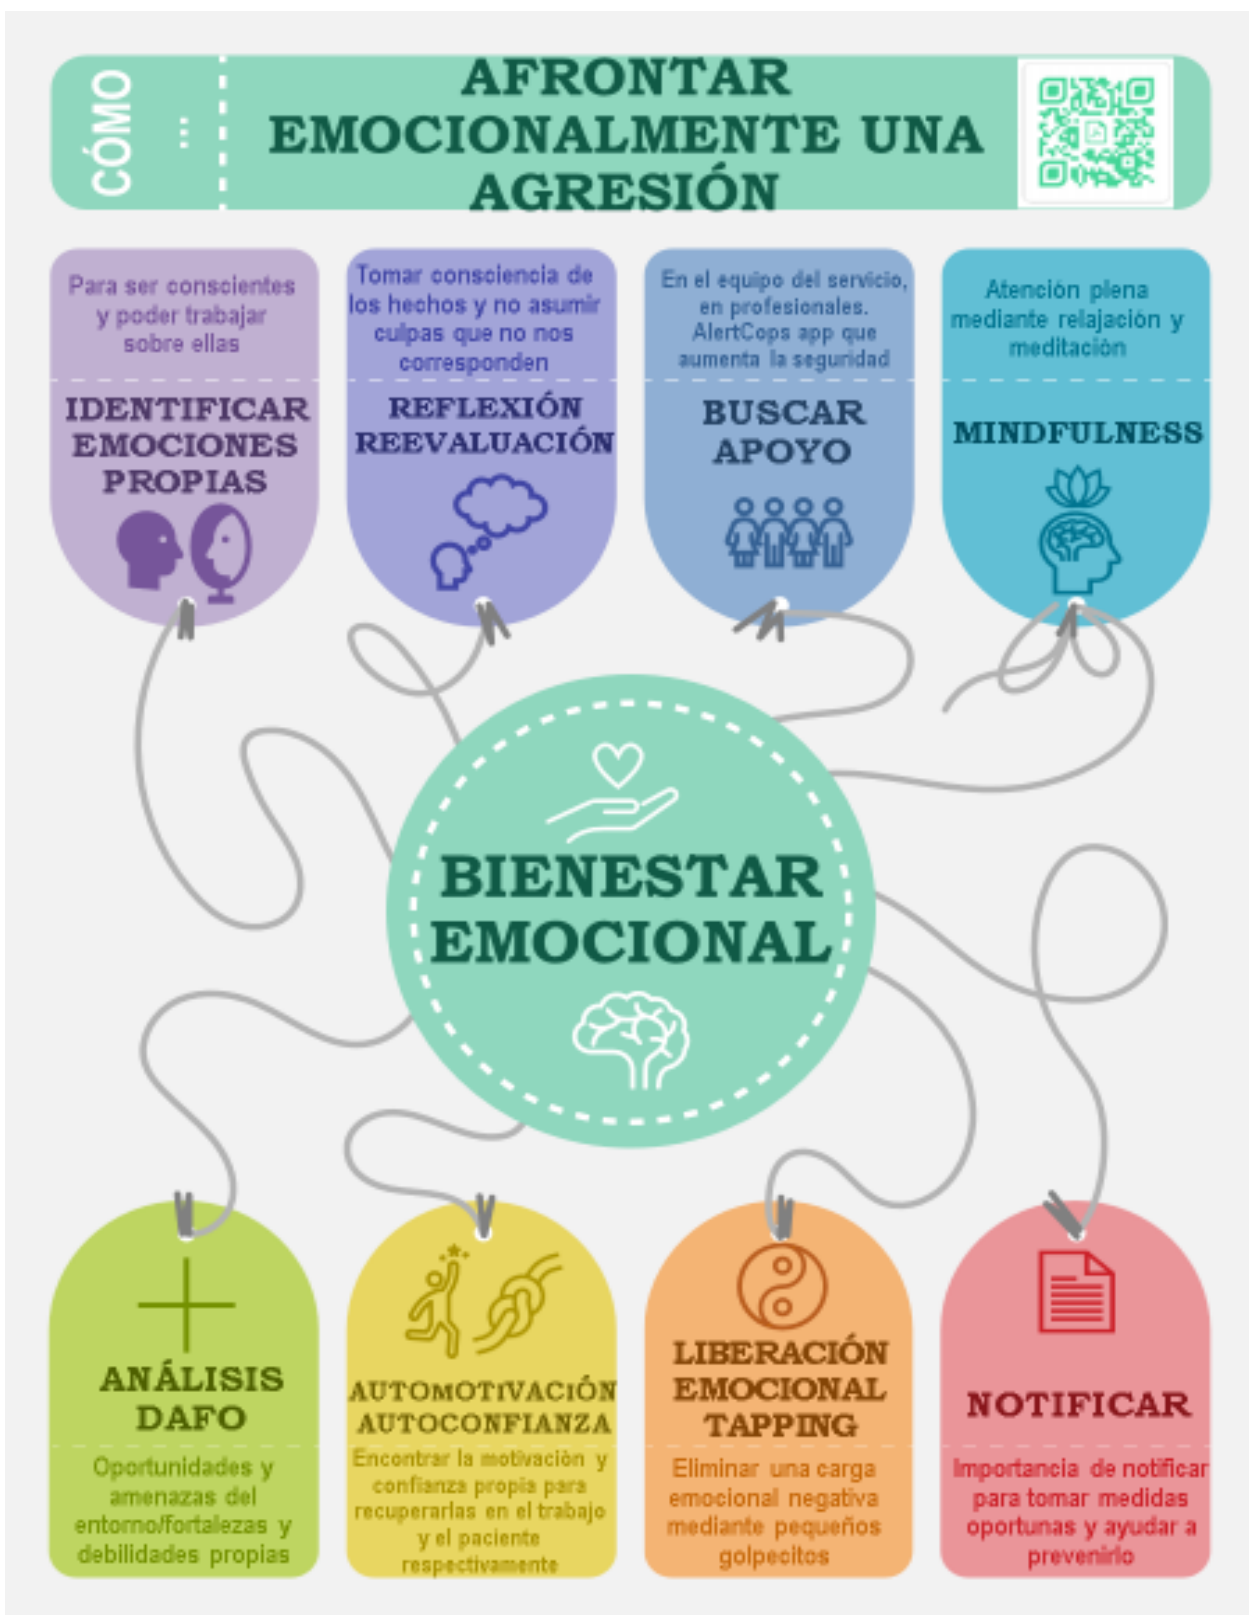 CÓMO
...
AFRONTAR
EMOCIONALMENTE UNA
AGRESIÓN
Para ser conscientes
y poder trabajar
sobre ellas
IDENTIFICAR
EMOCIONES
PROPIAS
Tomar consciencia de
los hechos y no asumir
culpas que no nos
corresponden
REFLEXIÓN
REEVALUACIÓN
En el equipo del servicio,
en profesionales.
AlertCops app que
aumenta la seguridad
BUSCAR
APOYO
Atención plena
mediante relajación y
meditación
MINDFULNESS
BIENESTAR
EMOCIONAL
ANÁLISIS
DAFO
Oportunidades y
amenazas del
entorno/fortalezas y
debilidades propias
AUTOMOTIVACIÓN
AUTOCONFIANZA
Encontrar la motivación y
confianza propia para
recuperarlas en el trabajo
y el paciente
respectivamente
LIBERACIÓN
EMOCIONAL
TAPPING
Eliminar una carga
emocional negativa
mediante pequeños
golpecitos
NOTIFICAR
Importancia de notificar
para tomar medidas
oportunas y ayudar a
prevenirlo